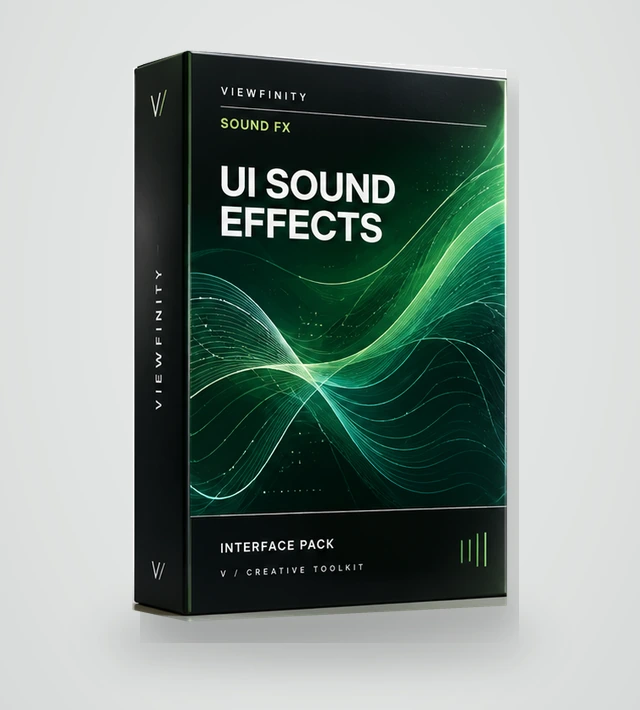 V/
VIEWFINITY
V/
VIEWFINITY
SOUND FX
UI SOUND
EFFECTS
INTERFACE PACK
V / CREATIVE TOOLKIT